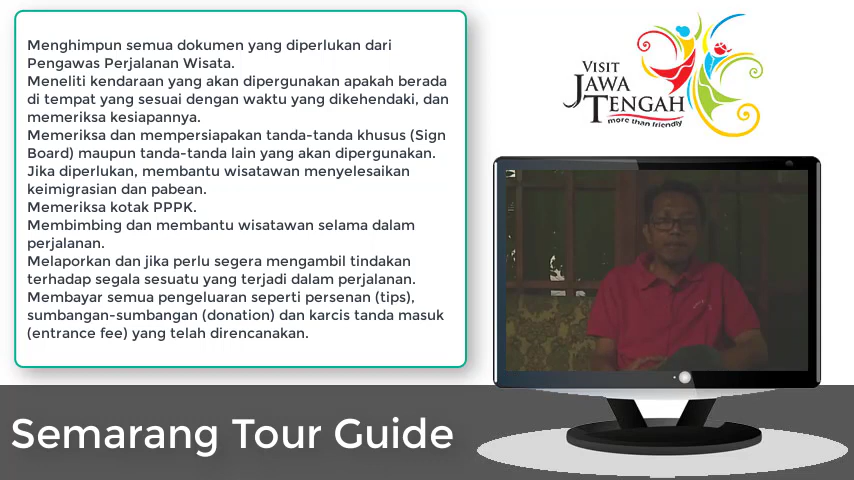 Menghimpun semua dokumen yang diperlukan dari
Pengawas Perjalanan Wisata.
Meneliti kendaraan yang akan dipergunakan apakah berada
di tempat yang sesuai dengan waktu yang dikehendaki, dan
memeriksa kesiapannya.
Memeriksa dan mempersiapakan tanda-tanda khusus (Sign
Board) maupun tanda-tanda lain yang akan dipergunakan.
Jika diperlukan, membantu wisatawan menyelesaikan
keimigrasian dan pabean.
Memeriksa kotak PPPK.
Membimbing dan membantu wisatawan selama dalam
perjalanan.
Melaporkan dan jika perlu segera mengambil tindakan
terhadap segala sesuatu yang terjadi dalam perjalanan.
Membayar semua pengeluaran seperti persenan (tips),
sumbangan-sumbangan (donation) dan karcis tanda masuk
(entrance fee) yang telah direncanakan.
VISIT
JAWA
TENGAH
more than friendly
Semarang Tour Guide